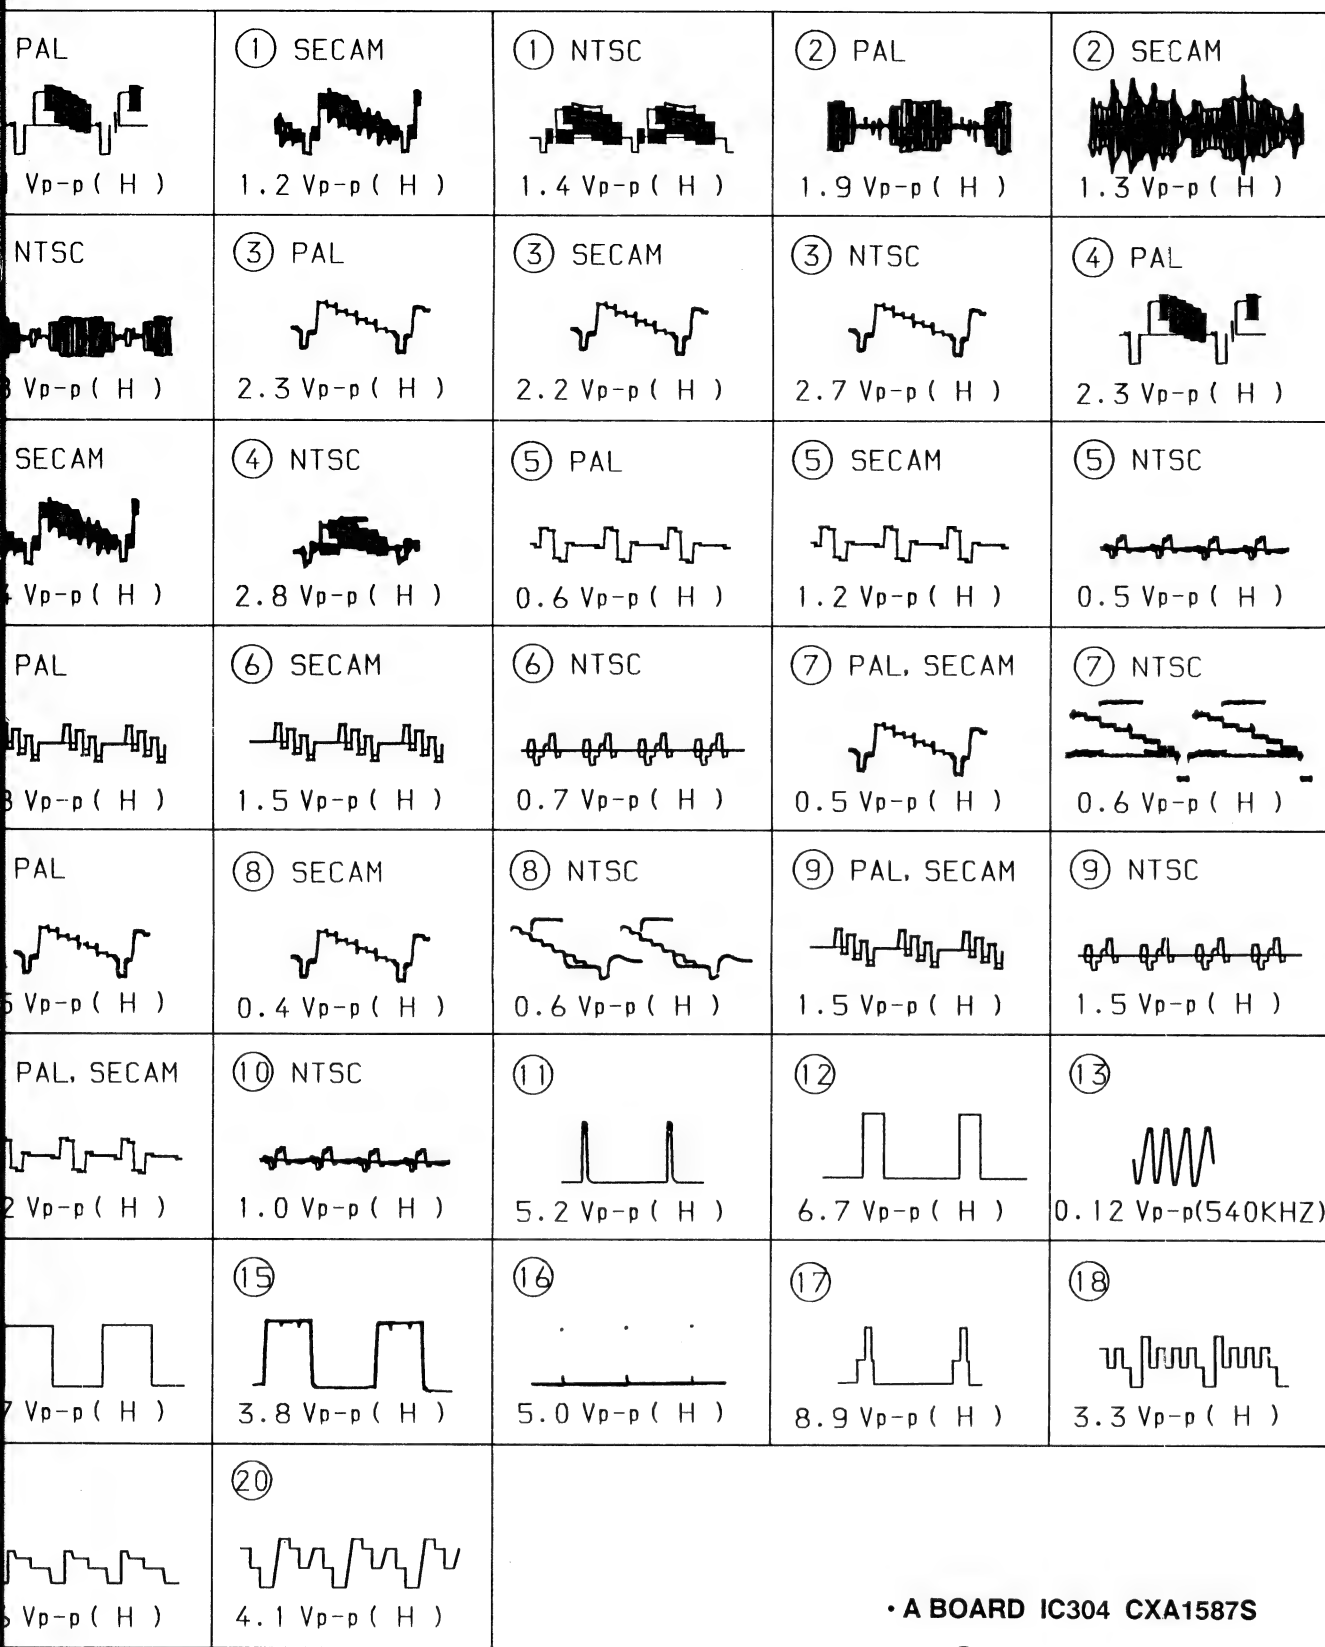 PAL
① SECAM
① NTSC
② PAL
② SECAM
Vp-p ( H )
1.2 Vp-p ( H )
1.4 Vp-p ( H )
1.9 Vp-p ( H )
1.3 Vp-p ( H )
NTSC
③ PAL
③ SECAM
③ NTSC
④ PAL
Vp-p ( H )
2.3 Vp-p ( H )
2.2 Vp-p ( H )
2.7 Vp-p ( H )
2.3 Vp-p ( H )
SECAM
④ NTSC
⑤ PAL
⑤ SECAM
⑤ NTSC
Vp-p ( H )
2.8 Vp-p ( H )
0.6 Vp-p ( H )
1.2 Vp-p ( H )
0.5 Vp-p ( H )
PAL
⑥ SECAM
⑥ NTSC
⑦ PAL, SECAM
⑦ NTSC
Vp-p ( H )
1.5 Vp-p ( H )
0.7 Vp-p ( H )
0.5 Vp-p ( H )
0.6 Vp-p ( H )
PAL
⑧ SECAM
⑧ NTSC
⑨ PAL, SECAM
⑨ NTSC
Vp-p ( H )
0.4 Vp-p ( H )
0.6 Vp-p ( H )
1.5 Vp-p ( H )
1.5 Vp-p ( H )
PAL, SECAM
⑩ NTSC
⑪
⑫
⑬
2 Vp-p ( H )
1.0 Vp-p ( H )
5.2 Vp-p ( H )
6.7 Vp-p ( H )
0.12 Vp-p(540KHZ)
⑮
⑯
⑰
⑱
Vp-p ( H )
3.8 Vp-p ( H )
5.0 Vp-p ( H )
8.9 Vp-p ( H )
3.3 Vp-p ( H )
⑳
Vp-p ( H )
4.1 Vp-p ( H )
• A BOARD IC304 CXA1587S